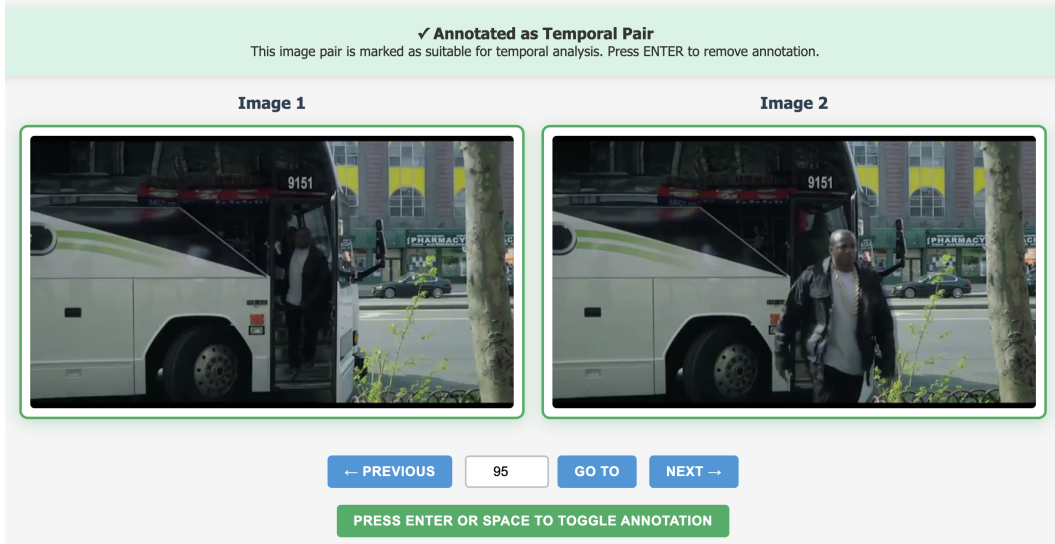 ✓ Annotated as Temporal Pair
This image pair is marked as suitable for temporal analysis. Press ENTER to remove annotation.
Image 1
Image 2
9151
PHARMACY
9151
PHARMACY
← PREVIOUS
95
GO TO
NEXT →
PRESS ENTER OR SPACE TO TOGGLE ANNOTATION